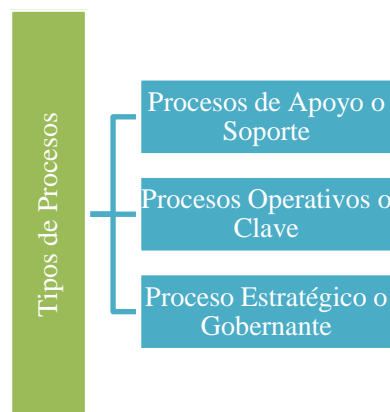 Tipos de Procesos
Procesos de Apoyo o
Soporte
Procesos Operativos o
Clave
Proceso Estratégico o
Gobernante